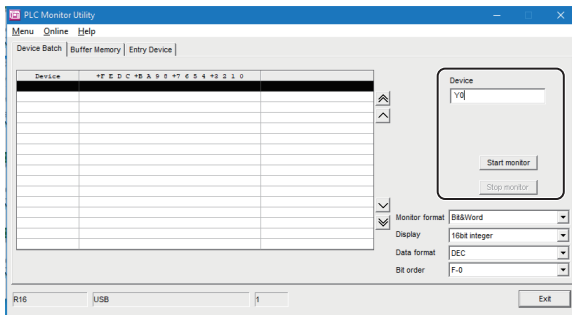 PLC Monitor Utility
Menu Online Help
Device Batch Buffer Memory Entry Device
Device +F E D C +B A 9 8 +7 6 5 4 +3 2 1 0
Device
Y0
Start monitor
Stop monitor
Monitor format Bit&Word
Display 16bit integer
Data format DEC
Bit order F-0
R16 USB 1 Exit